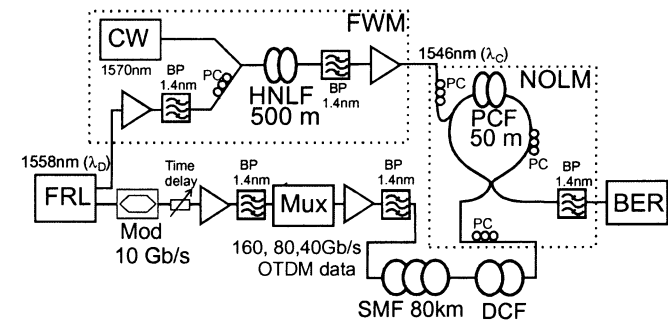 FWM
CW
1570nm
BP
1.4nm
PC
HNLF
500 m
BP
1.4nm
1546nm (λC)
NOLM
PC
PCF
50 m
PC
1558nm (λD)
FRL
Mod
10 Gb/s
Time
delay
BP
1.4nm
Mux
BP
1.4nm
160, 80,40Gb/s
OTDM data
PC
BP
1.4nm
BER
SMF 80km
DCF